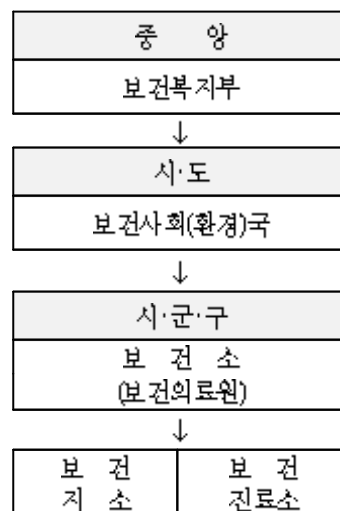 중 앙
보건복지부
↓
시·도
보건사회(환경)국
↓
시·군·구
보 건 소
(보건의료원)
↓
보 건 보 건
지 소 진료소